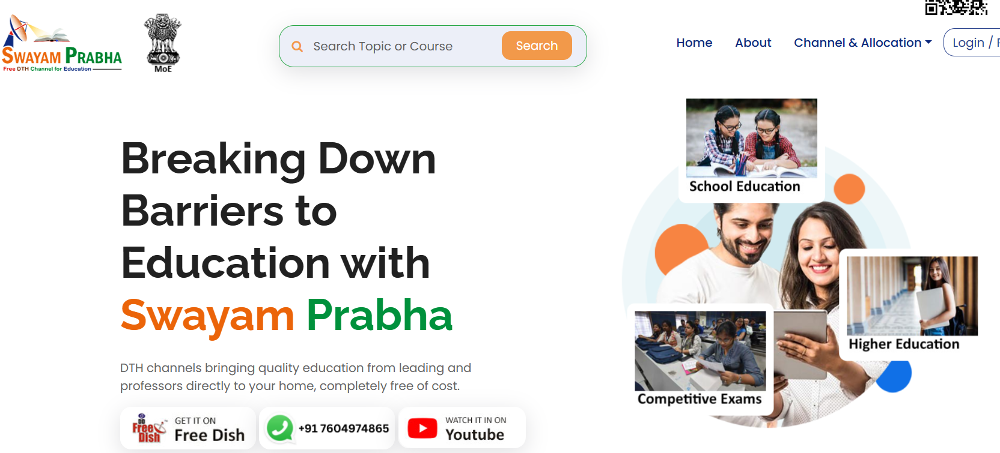 SWAYAM PRABHA
Free DTH Channel for Education
MoE
Search Topic or Course
Search
Home
About
Channel & Allocation
Login /
Breaking Down
Barriers to
Education with
Swayam Prabha
DTH channels bringing quality education from leading and
professors directly to your home, completely free of cost.
DD
Free
Dish
GET IT ON
Free Dish
+91 7604974865
WATCH IT IN ON
Youtube
School Education
Higher Education
Competitive Exams